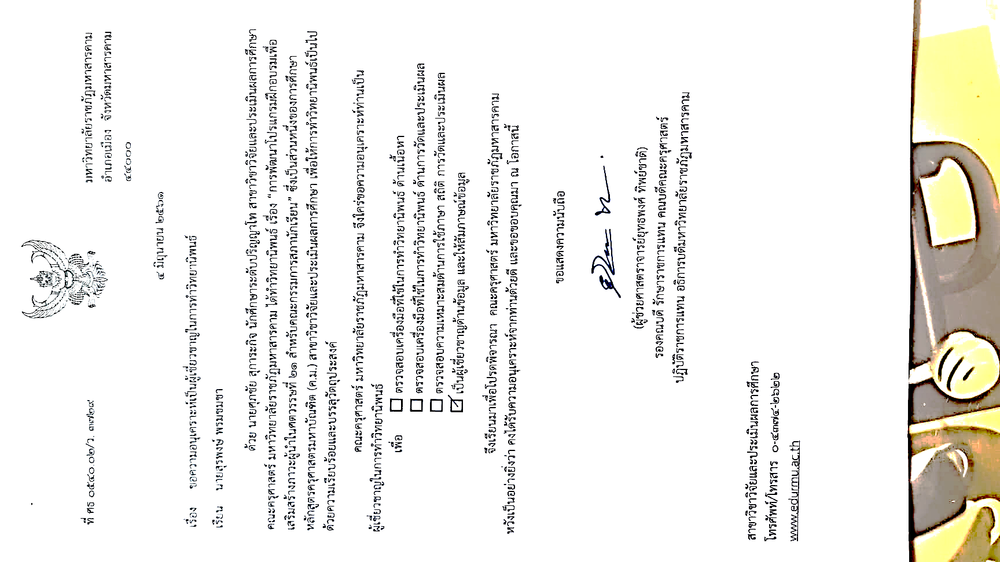 ที่ ศธ ๐๕๔๐.๐๒/ว. ๓๗๒๙
มหาวิทยาลัยราชภัฏมหาสารคาม
อำเภอเมือง จังหวัดมหาสารคาม
๔๔๐๐๐
๔ มิถุนายน ๒๕๖๑
เรื่อง ขอความอนุเคราะห์เป็นผู้เชี่ยวชาญในการทำวิทยานิพนธ์
เรียน นายสุรพงษ์ พรมขมชา
ด้วย นายศุภชัย สุการะกิจ นักศึกษาระดับปริญญาโท สาขาวิชาวิจัยและประเมินผลการศึกษา
คณะครุศาสตร์ มหาวิทยาลัยราชภัฏมหาสารคาม ได้ทำวิทยานิพนธ์ เรื่อง “การพัฒนาโปรแกรมฝึกอบรมเพื่อ
เสริมสร้างภาวะผู้นำในศตวรรษที่ ๒๑ สำหรับคณะกรรมการสภานักเรียน” ซึ่งเป็นส่วนหนึ่งของการศึกษา
หลักสูตรครุศาสตรมหาบัณฑิต (ค.ม.) สาขาวิชาวิจัยและประเมินผลการศึกษา เพื่อให้การทำวิทยานิพนธ์เป็นไป
ด้วยความเรียบร้อยและบรรลุวัตถุประสงค์
คณะครุศาสตร์ มหาวิทยาลัยราชภัฏมหาสารคาม จึงใคร่ขอความอนุเคราะห์ท่านเป็น
ผู้เชี่ยวชาญในการทำวิทยานิพนธ์
เพื่อ ตรวจสอบเครื่องมือที่ใช้ในการทำวิทยานิพนธ์ ด้านเนื้อหา
ตรวจสอบเครื่องมือที่ใช้ในการทำวิทยานิพนธ์ ด้านการวัดและประเมินผล
ตรวจสอบความเหมาะสมด้านการใช้ภาษา สถิติ การวัดและประเมินผล
เป็นผู้เชี่ยวชาญด้านข้อมูล และให้สัมภาษณ์ข้อมูล
จึงเรียนมาเพื่อโปรดพิจารณา คณะครุศาสตร์ มหาวิทยาลัยราชภัฏมหาสารคาม
หวังเป็นอย่างยิ่งว่า คงได้รับความอนุเคราะห์จากท่านด้วยดี และขอขอบคุณมา ณ โอกาสนี้
ขอแสดงความนับถือ
(ผู้ช่วยศาสตราจารย์ยุทธพงศ์ ทิพย์ชาติ)
รองคณบดี รักษาราชการแทน คณบดีคณะครุศาสตร์
ปฏิบัติราชการแทน อธิการบดีมหาวิทยาลัยราชภัฏมหาสารคาม
สาขาวิชาวิจัยและประเมินผลการศึกษา
โทรศัพท์/โทรสาร ๐-๔๓๗๔-๒๖๒๒
www.edurmu.ac.th